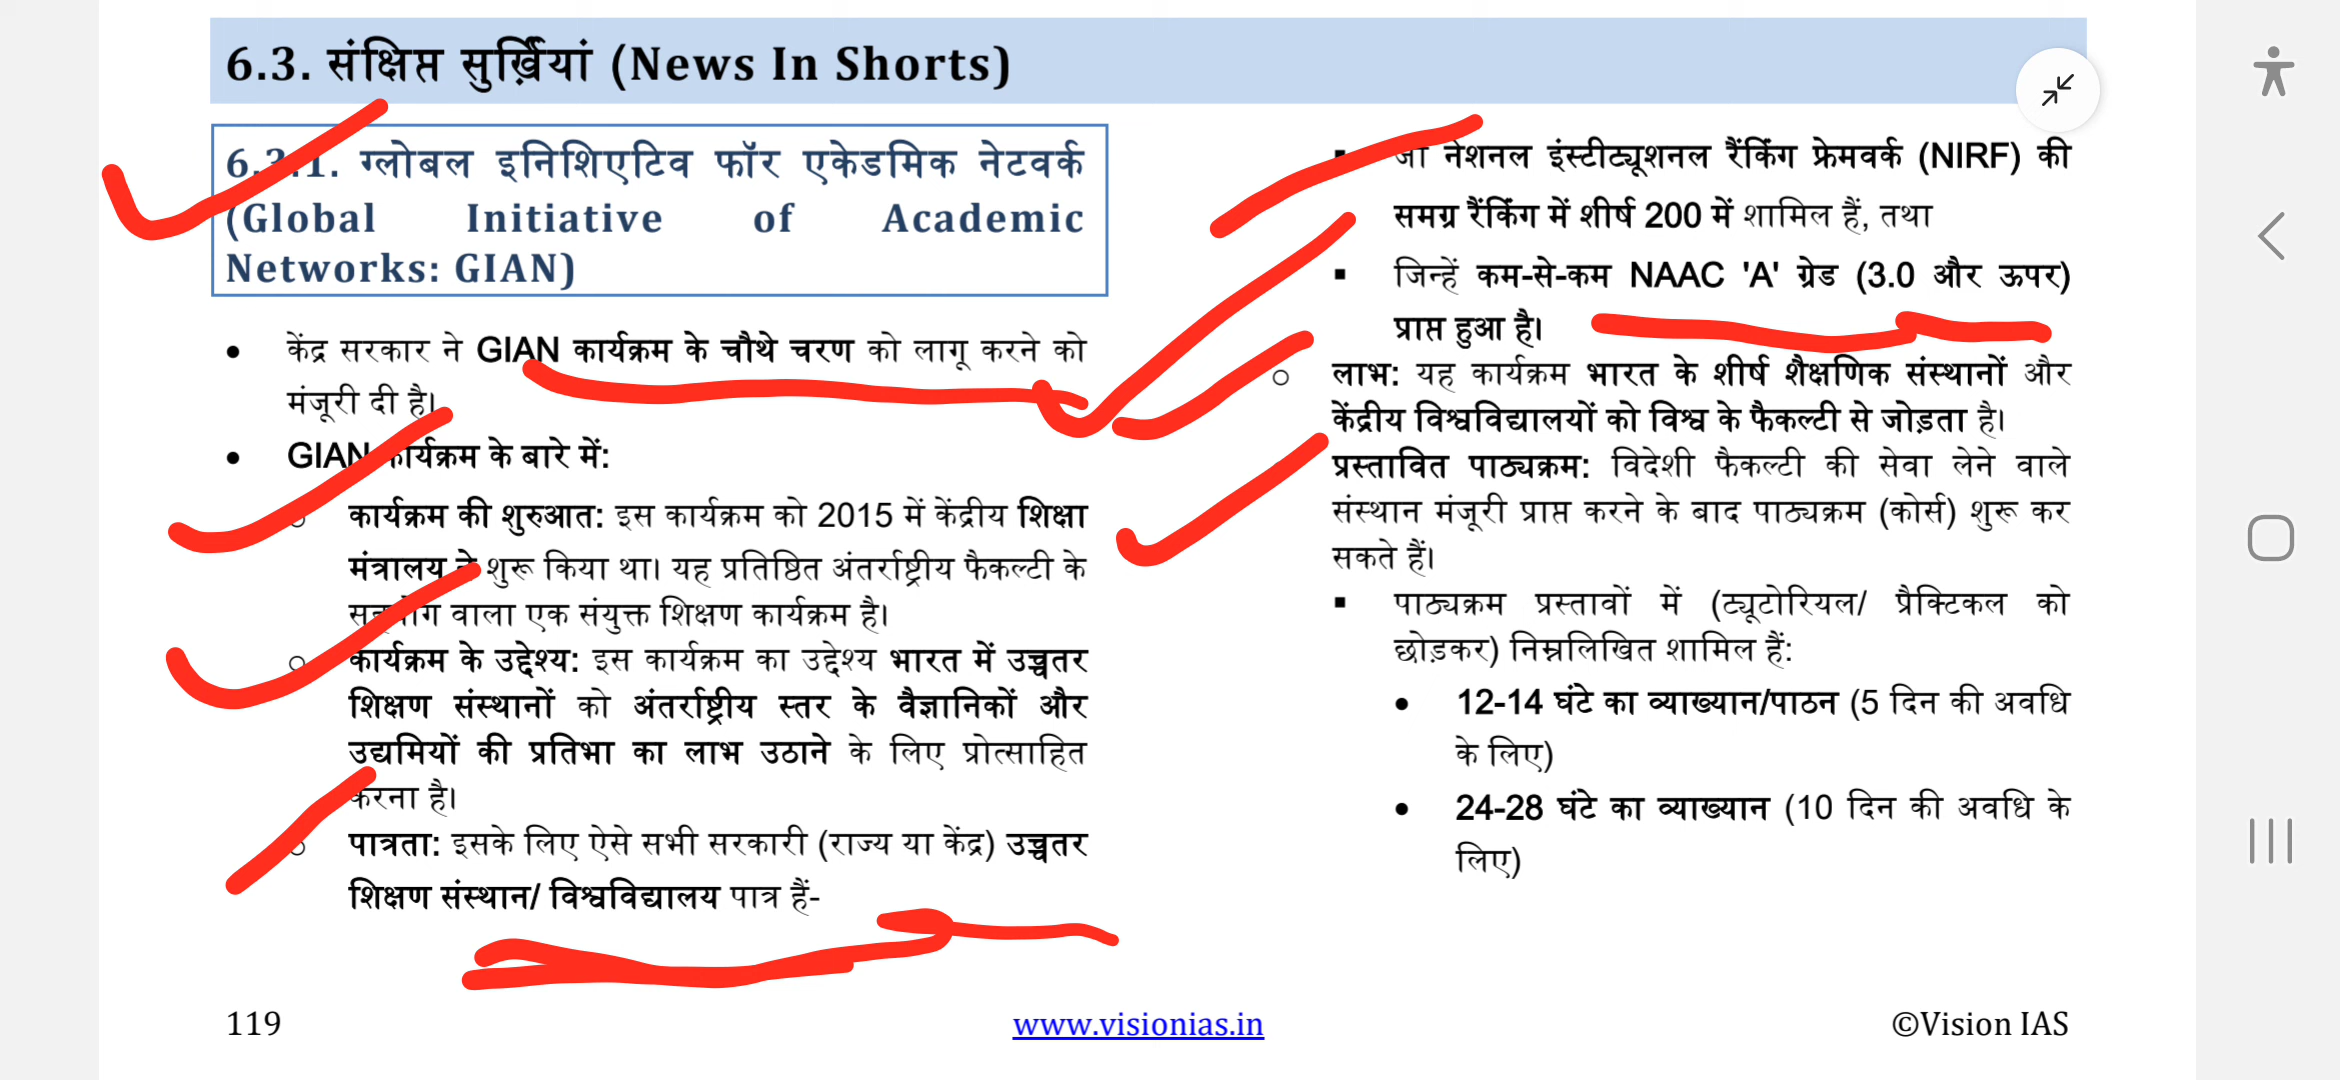 6.3. संक्षिप्त सुर्ख़ियां (News In Shorts)
6.3.1. ग्लोबल इनिशिएटिव फॉर एकेडमिक नेटवर्क
(Global Initiative of Academic
Networks: GIAN)
• केंद्र सरकार ने GIAN कार्यक्रम के चौथे चरण को लागू करने को
मंजूरी दी है।
• GIAN कार्यक्रम के बारे में:
○ कार्यक्रम की शुरुआत: इस कार्यक्रम को 2015 में केंद्रीय शिक्षा
मंत्रालय ने शुरू किया था। यह प्रतिष्ठित अंतर्राष्ट्रीय फैकल्टी के
सहयोग वाला एक संयुक्त शिक्षण कार्यक्रम है।
○ कार्यक्रम के उद्देश्य: इस कार्यक्रम का उद्देश्य भारत में उच्चतर
शिक्षण संस्थानों को अंतर्राष्ट्रीय स्तर के वैज्ञानिकों और
उद्यमियों की प्रतिभा का लाभ उठाने के लिए प्रोत्साहित
करना है।
○ पात्रता: इसके लिए ऐसे सभी सरकारी (राज्य या केंद्र) उच्चतर
शिक्षण संस्थान/ विश्वविद्यालय पात्र हैं-
▪ जो नेशनल इंस्टीट्यूशनल रैंकिंग फ्रेमवर्क (NIRF) की
समग्र रैंकिंग में शीर्ष 200 में शामिल हैं, तथा
▪ जिन्हें कम-से-कम NAAC 'A' ग्रेड (3.0 और ऊपर)
प्राप्त हुआ है।
○ लाभ: यह कार्यक्रम भारत के शीर्ष शैक्षणिक संस्थानों और
केंद्रीय विश्वविद्यालयों को विश्व के फैकल्टी से जोड़ता है।
प्रस्तावित पाठ्यक्रम: विदेशी फैकल्टी की सेवा लेने वाले
संस्थान मंजूरी प्राप्त करने के बाद पाठ्यक्रम (कोर्स) शुरू कर
सकते हैं।
▪ पाठ्यक्रम प्रस्तावों में (ट्यूटोरियल/ प्रैक्टिकल को
छोड़कर) निम्नलिखित शामिल हैं:
• 12-14 घंटे का व्याख्यान/पाठन (5 दिन की अवधि
के लिए)
• 24-28 घंटे का व्याख्यान (10 दिन की अवधि के
लिए)
119
www.visionias.in
©Vision IAS